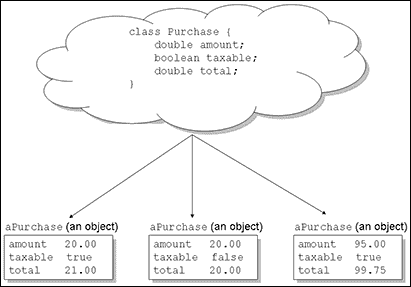 class Purchase {
double amount;
boolean taxable;
double total;
}
aPurchase (an object) aPurchase (an object) aPurchase (an object)
amount 20.00 amount 20.00 amount 95.00
taxable true taxable false taxable true
total 21.00 total 20.00 total 99.75